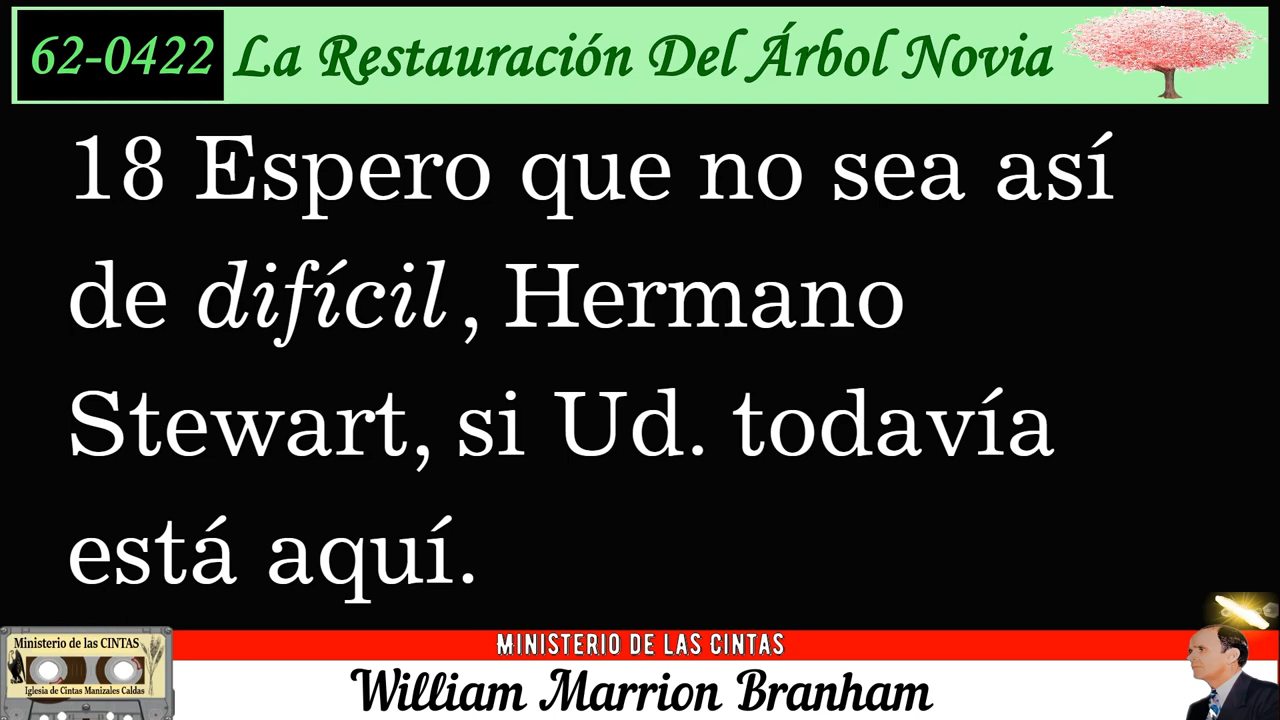 62-0422 La Restauración Del Árbol Novia
18 Espero que no sea así
de difícil, Hermano
Stewart, si Ud. todavía
está aquí.
MINISTERIO DE LAS CINTAS
Ministerio de las CINTAS
Iglesia de Cintas Manizales Caldas
William Marrion Branham